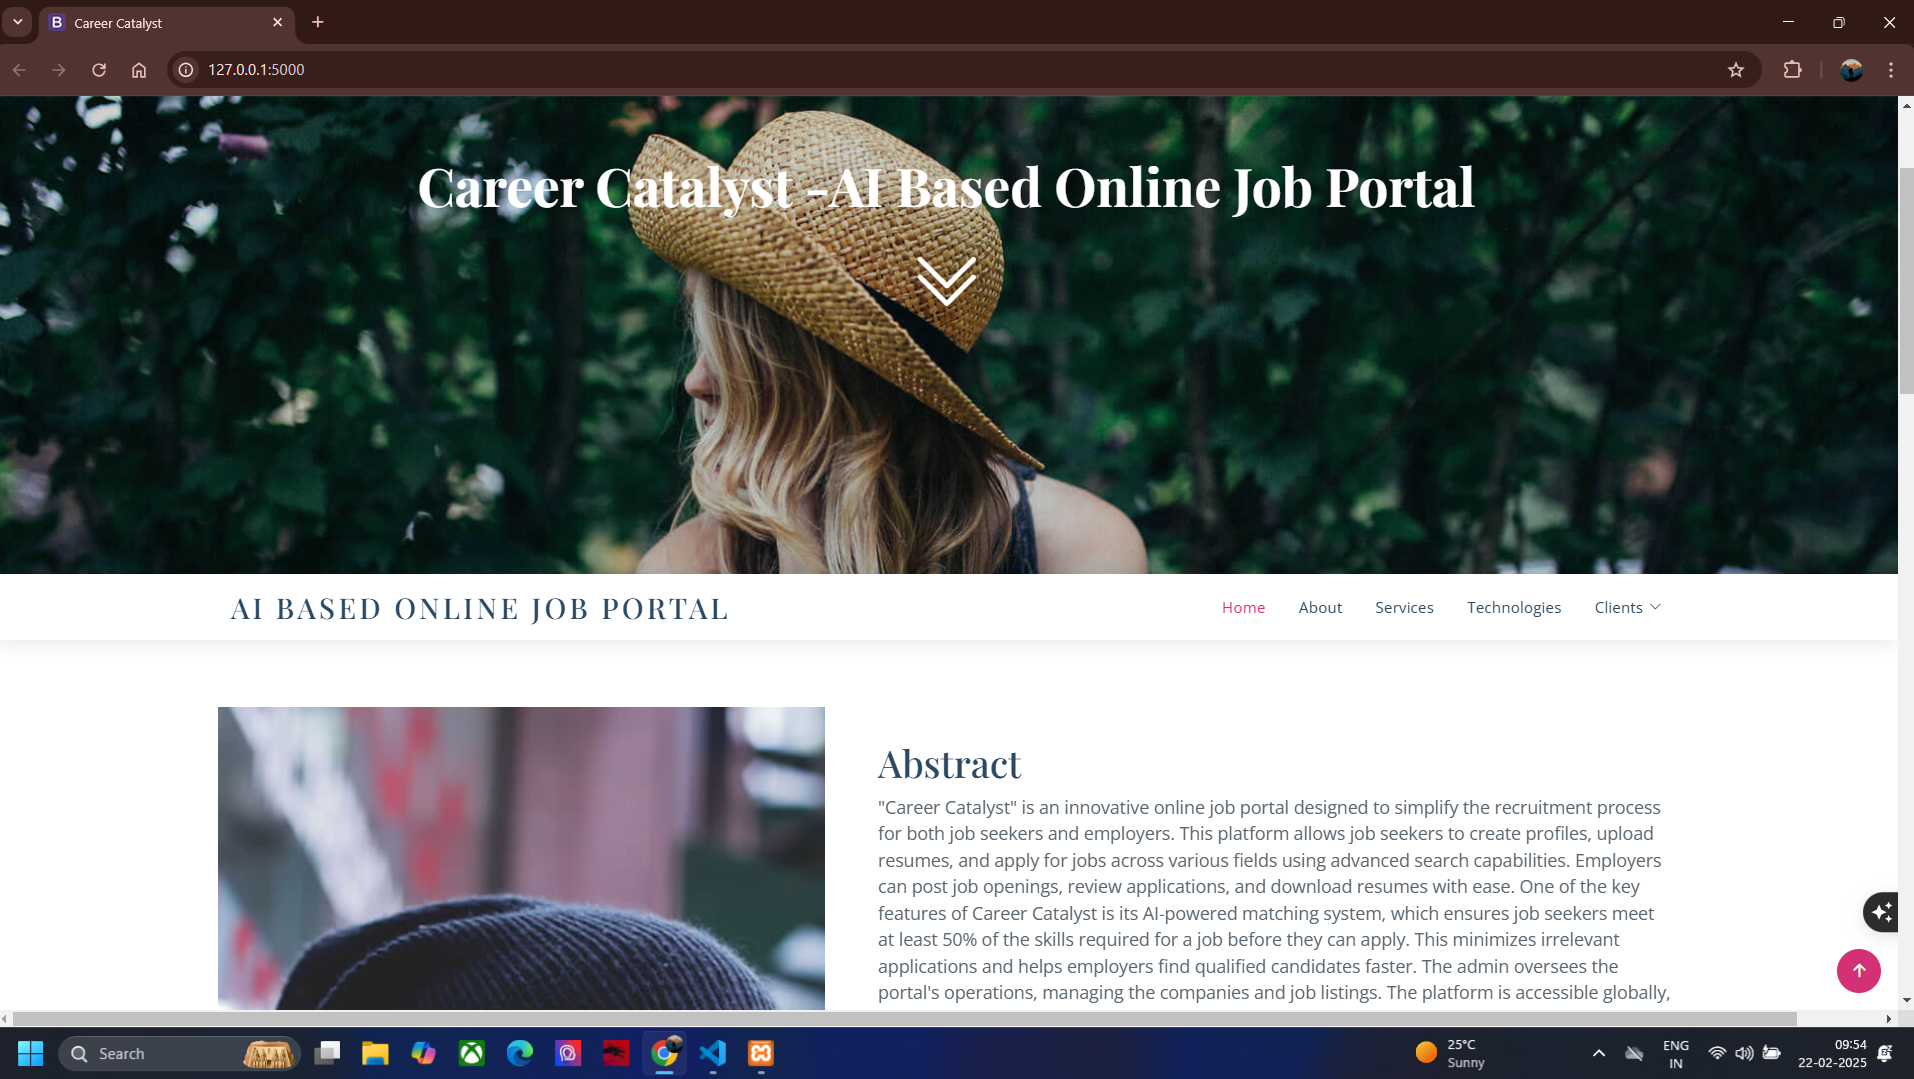 B Career Catalyst
127.0.0.1:5000
Career Catalyst -AI Based Online Job Portal
AI BASED ONLINE JOB PORTAL
Home About Services Technologies Clients
Abstract
"Career Catalyst" is an innovative online job portal designed to simplify the recruitment process
for both job seekers and employers. This platform allows job seekers to create profiles, upload
resumes, and apply for jobs across various fields using advanced search capabilities. Employers
can post job openings, review applications, and download resumes with ease. One of the key
features of Career Catalyst is its AI-powered matching system, which ensures job seekers meet
at least 50% of the skills required for a job before they can apply. This minimizes irrelevant
applications and helps employers find qualified candidates faster. The admin oversees the
portal's operations, managing the companies and job listings. The platform is accessible globally,
Search
25°C
Sunny
ENG
IN
09:54
22-02-2025